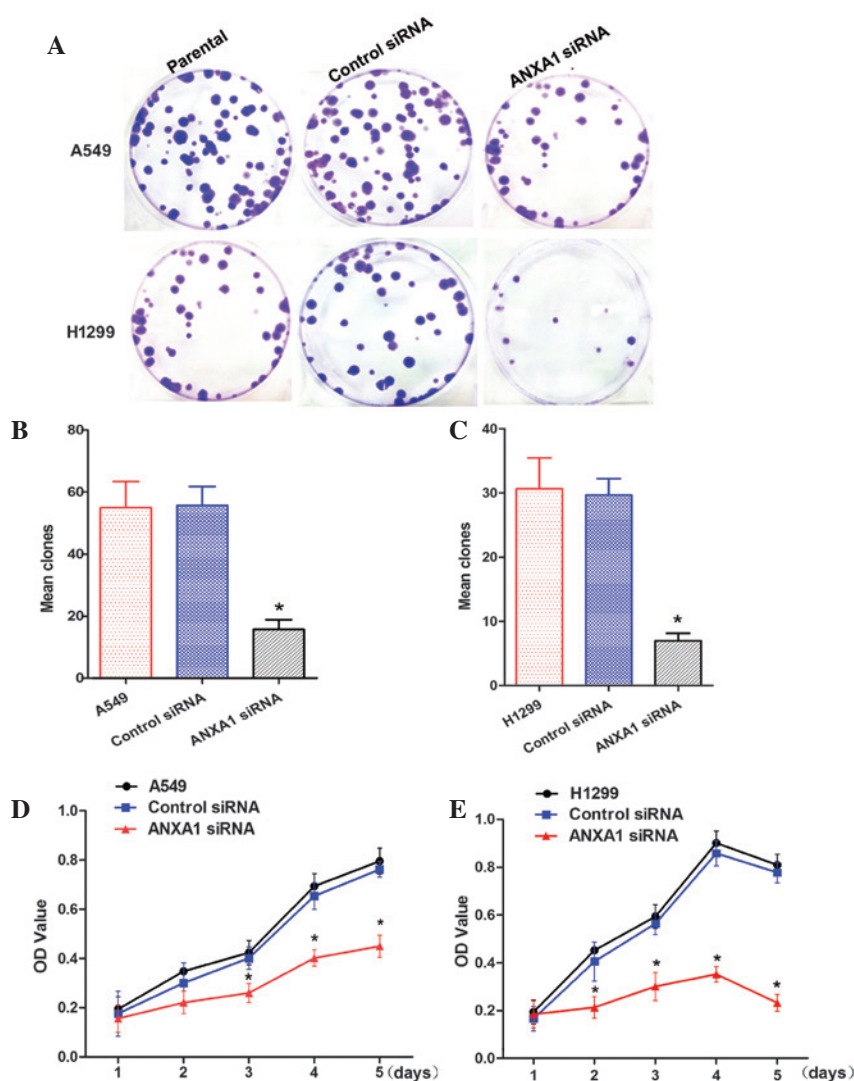 A
Parental
Control siRNA
ANXA1 siRNA
A549
H1299
B
80
60
40
20
0
Mean clones
A549
Control siRNA
ANXA1 siRNA
*
C
40
30
20
10
0
Mean clones
H1299
Control siRNA
ANXA1 siRNA
*
D
A549
Control siRNA
ANXA1 siRNA
1.0
0.8
0.6
0.4
0.2
0.0
OD Value
* * *
1 2 3 4 5 (days)
E
H1299
Control siRNA
ANXA1 siRNA
1.0
0.8
0.6
0.4
0.2
0.0
OD Value
* * * *
1 2 3 4 5 (days)